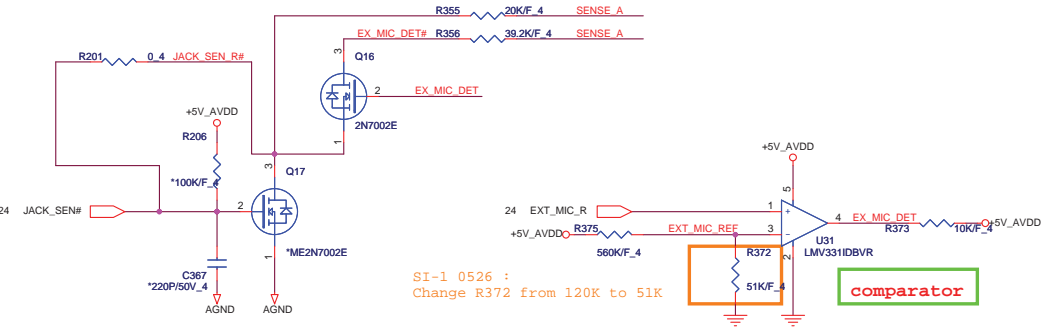 R355 20K/F_4 SENSE_A
EX_MIC_DET# R356 39.2K/F_4 SENSE_A
R201 0_4 JACK_SEN_R#
3
Q16
2 EX_MIC_DET
2N7002E
1
+5V_AVDD
R206
*100K/F_4
3
Q17
24 JACK_SEN# 2
*ME2N7002E
1
C367
*220P/50V_4
AGND AGND
+5V_AVDD
5
24 EXT_MIC_R 1 +
4 EX_MIC_DET
R373 10K/F_4 +5V_AVDD
+5V_AVDD R375 EXT_MIC_REF 3 -
560K/F_4
U31
LMV331IDBVR
2
R372
51K/F_4
SI-1 0526 :
Change R372 from 120K to 51K
comparator